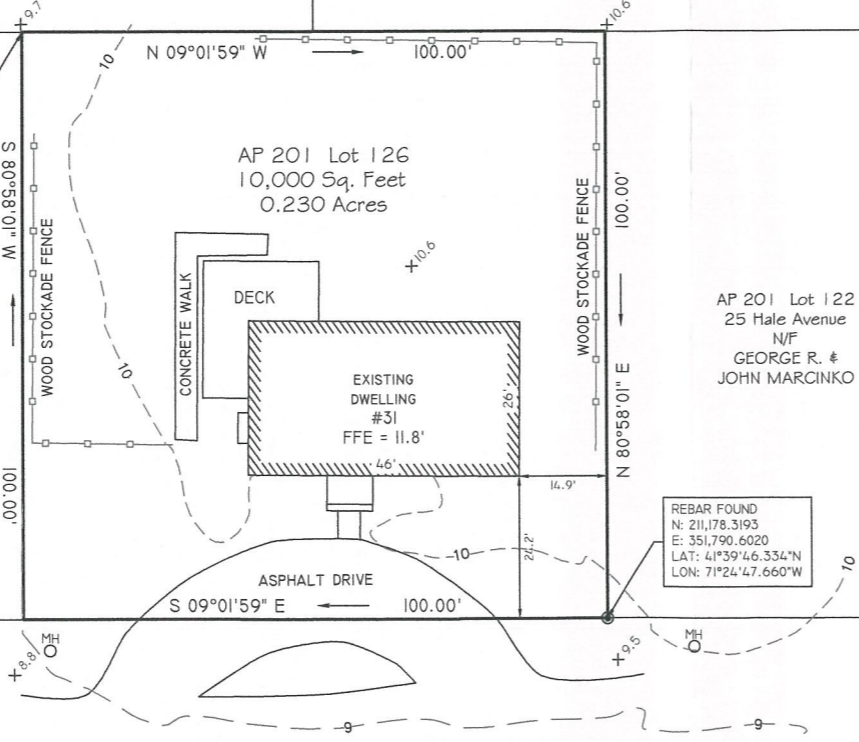 9.7
10.6
N 09°01'59" W
100.00'
10
S 80°58'01" W
100.00'
WOOD STOCKADE FENCE
AP 201 Lot 126
10,000 Sq. Feet
0.230 Acres
10.6
CONCRETE WALK
DECK
EXISTING
DWELLING
#31
FFE = 11.8'
46'
26'
WOOD STOCKADE FENCE
100.00'
N 80°58'01" E
AP 201 Lot 122
25 Hale Avenue
N/F
GEORGE R. &
JOHN MARCINKO
10
14.9'
24.2'
REBAR FOUND
N: 211,178.3193
E: 351,790.6020
LAT: 41°39'46.334"N
LON: 71°24'47.660"W
10
10
ASPHALT DRIVE
S 09°01'59" E
100.00'
MH
8.8
9.5
MH
9
9